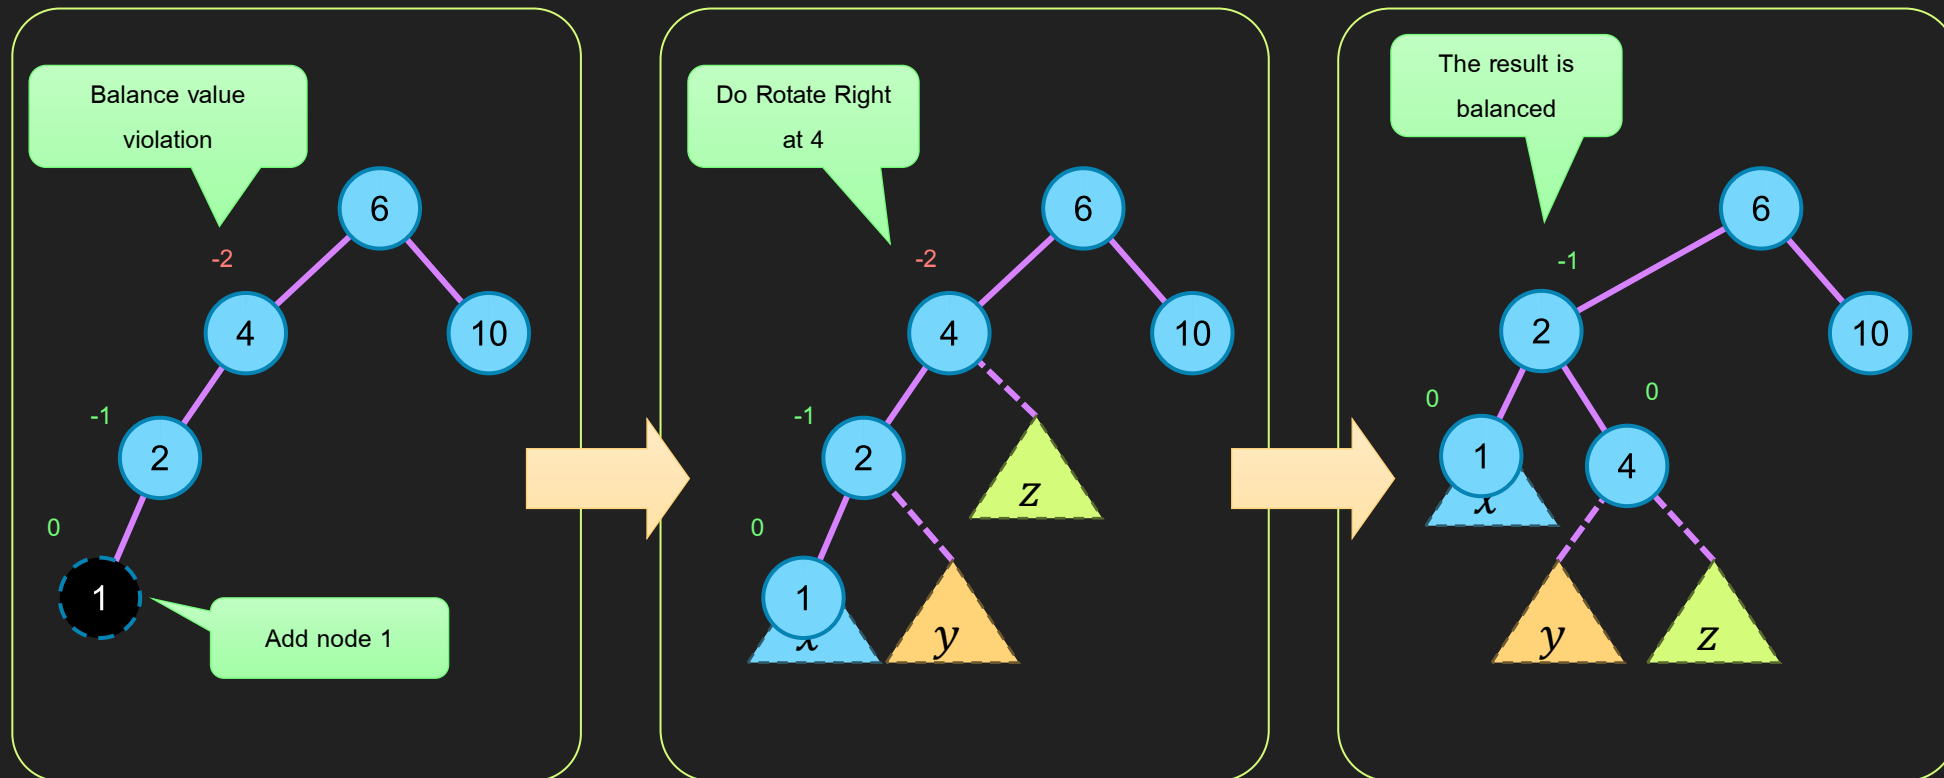 Balance value
violation
6
-2
4
10
-1
2
0
1
Add node 1
Do Rotate Right
at 4
6
-2
4
10
-1
2
z
0
1
x
y
The result is
balanced
6
-1
2
10
0
0
1
4
x
y
z